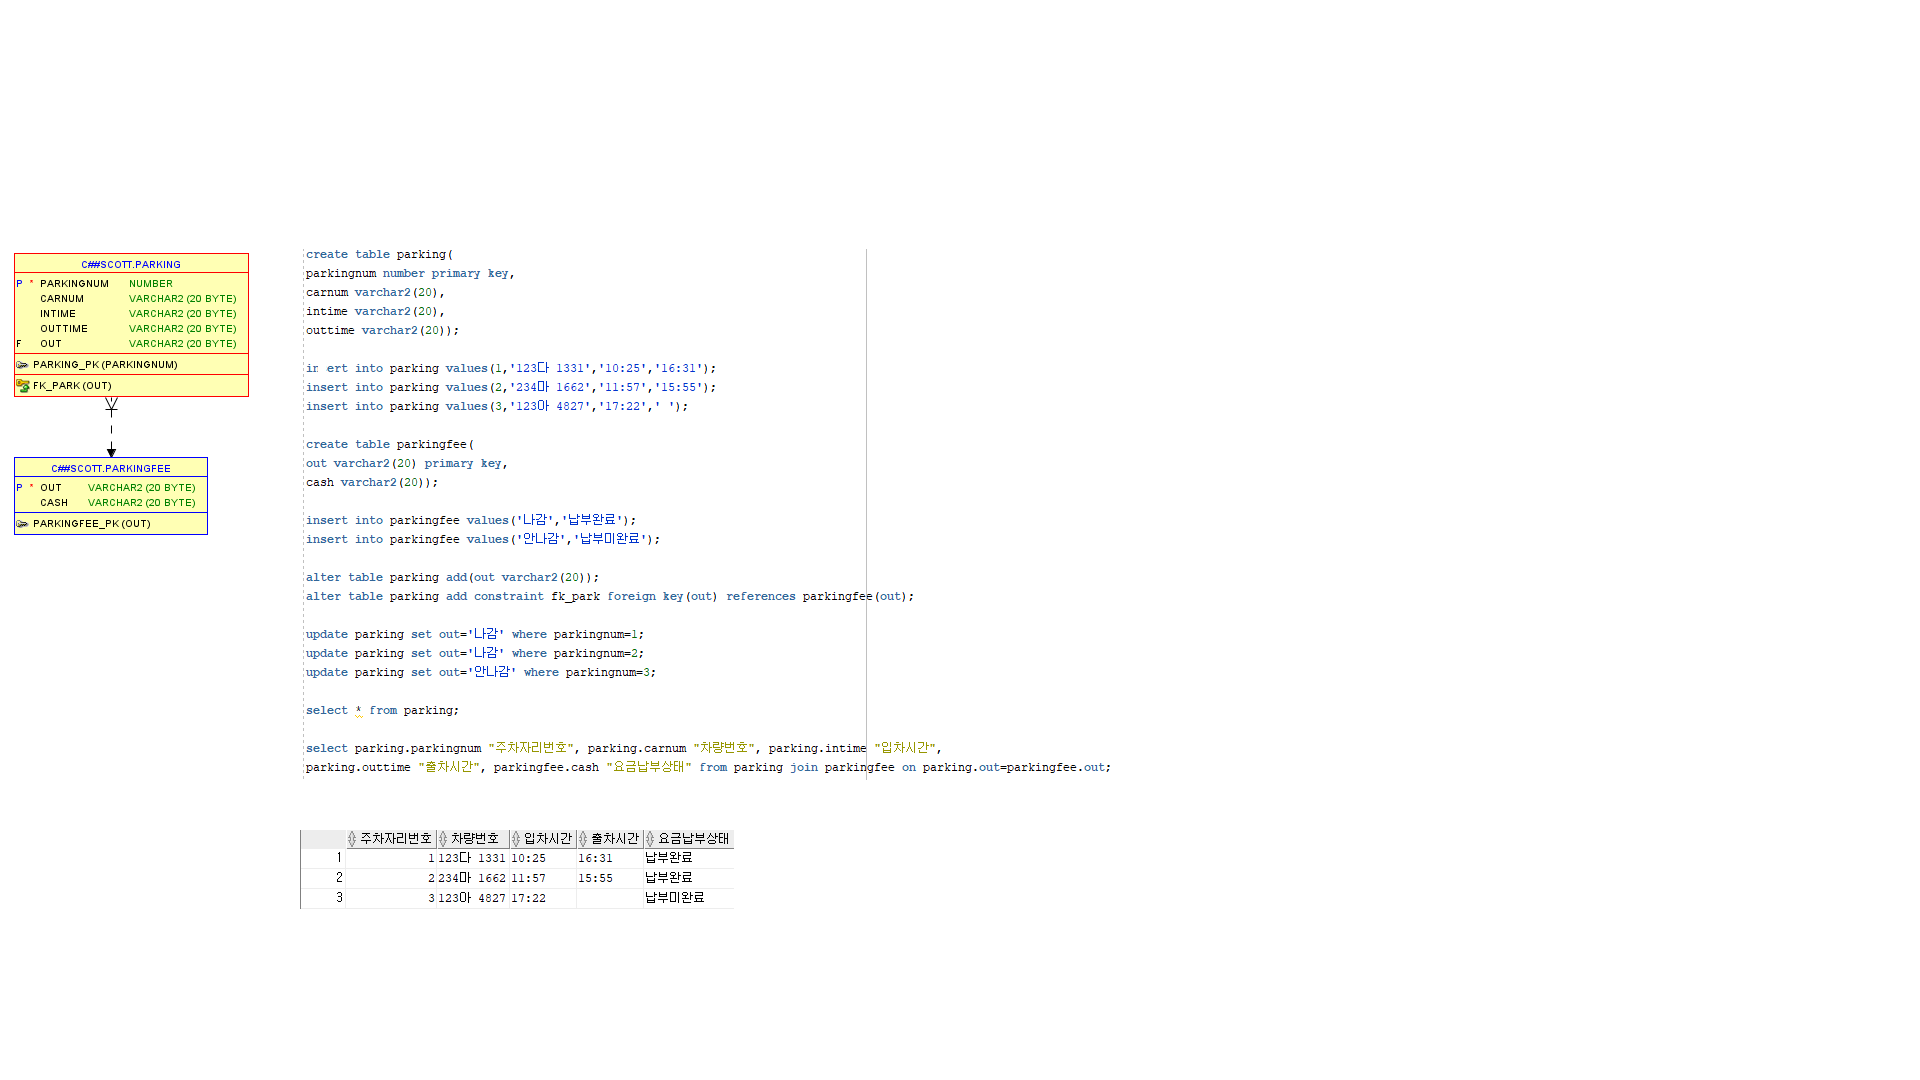 C##SCOTT.PARKING
P * PARKINGNUM NUMBER
CARNUM VARCHAR2 (20 BYTE)
INTIME VARCHAR2 (20 BYTE)
OUTTIME VARCHAR2 (20 BYTE)
F OUT VARCHAR2 (20 BYTE)
PARKING_PK (PARKINGNUM)
FK_PARK (OUT)
C##SCOTT.PARKINGFEE
P * OUT VARCHAR2 (20 BYTE)
CASH VARCHAR2 (20 BYTE)
PARKINGFEE_PK (OUT)
create table parking(
parkingnum number primary key,
carnum varchar2(20),
intime varchar2(20),
outtime varchar2(20));
in ert into parking values(1,'123다 1331','10:25','16:31');
insert into parking values(2,'234마 1662','11:57','15:55');
insert into parking values(3,'123아 4827','17:22',' ');
create table parkingfee(
out varchar2(20) primary key,
cash varchar2(20));
insert into parkingfee values('나감','납부완료');
insert into parkingfee values('안나감','납부미완료');
alter table parking add(out varchar2(20));
alter table parking add constraint fk_park foreign key(out) references parkingfee(out);
update parking set out='나감' where parkingnum=1;
update parking set out='나감' where parkingnum=2;
update parking set out='안나감' where parkingnum=3;
select * from parking;
select parking.parkingnum "주차자리번호", parking.carnum "차량번호", parking.intime "입차시간",
parking.outtime "출차시간", parkingfee.cash "요금납부상태" from parking join parkingfee on parking.out=parkingfee.out;
주차자리번호 차량번호 입차시간 출차시간 요금납부상태
1 1 123다 1331 10:25 16:31 납부완료
2 2 234마 1662 11:57 15:55 납부완료
3 3 123아 4827 17:22 납부미완료